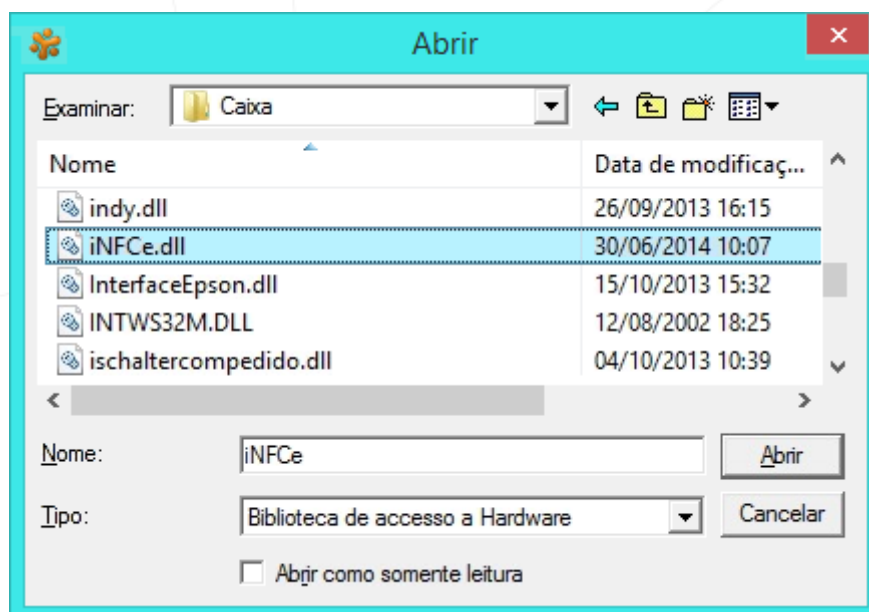 Abrir
Examinar: Caixa
Nome Data de modificaç...
indy.dll 26/09/2013 16:15
iNFCe.dll 30/06/2014 10:07
InterfaceEpson.dll 15/10/2013 15:32
INTWS32M.DLL 12/08/2002 18:25
ischaltercompedido.dll 04/10/2013 10:39
Nome: iNFCe Abrir
Tipo: Biblioteca de accesso a Hardware Cancelar
Abrir como somente leitura